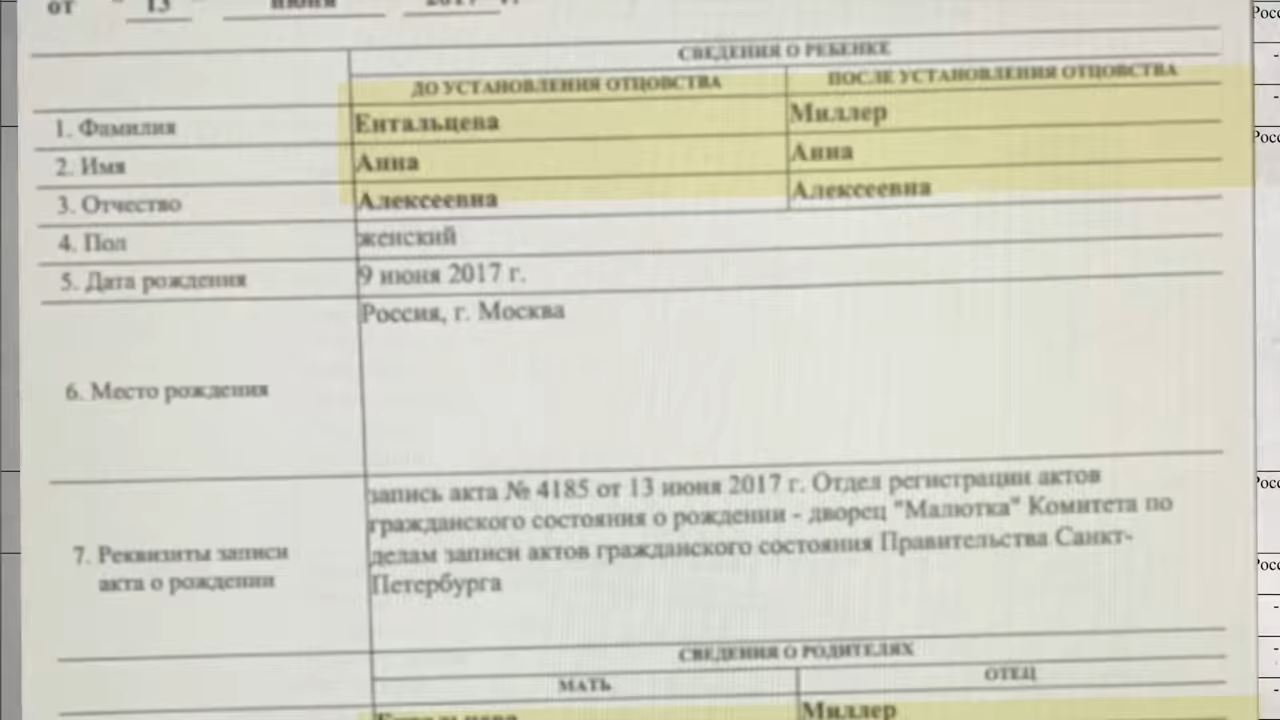 от " 13 " июня 2017 г.
СВЕДЕНИЯ О РЕБЕНКЕ
ДО УСТАНОВЛЕНИЯ ОТЦОВСТВА ПОСЛЕ УСТАНОВЛЕНИЯ ОТЦОВСТВА
1. Фамилия Ентальцева Миллер
2. Имя Анна Анна
3. Отчество Алексеевна Алексеевна
4. Пол женский
5. Дата рождения 9 июня 2017 г.
6. Место рождения Россия, г. Москва
7. Реквизиты записи
акта о рождении
запись акта № 4185 от 13 июня 2017 г. Отдел регистрации актов
гражданского состояния о рождении - дворец "Малютка" Комитета по
делам записи актов гражданского состояния Правительства Санкт-
Петербурга
СВЕДЕНИЯ О РОДИТЕЛЯХ
МАТЬ ОТЕЦ
Ентальцева Миллер